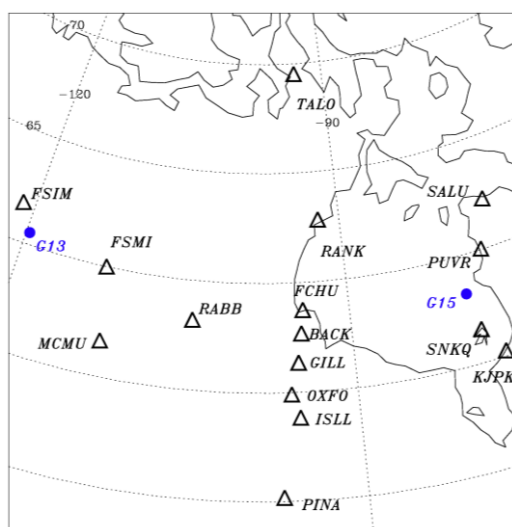 70
-120
TALO
65
-90
FSIM
SALU
G13
FSMI
RANK
PUVR
FCHU
G15
RABB
MCMU
BACK
SNKQ
GILL
KJPK
OXFO
ISLL
PINA